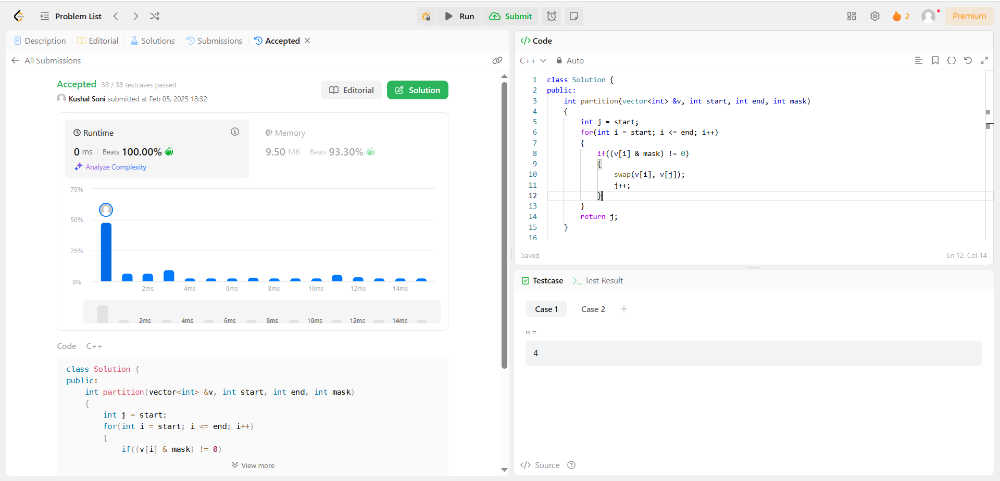 Problem List
Run
Submit
2
Premium
Description
Editorial
Solutions
Submissions
Accepted
All Submissions
Accepted 38 / 38 testcases passed
Kushal Soni submitted at Feb 05, 2025 18:32
Editorial
Solution
Runtime
0 ms Beats 100.00%
Analyze Complexity
Memory
9.50 MB Beats 93.30%
75%
50%
25%
0%
2ms 4ms 6ms 8ms 10ms 12ms 14ms
2ms 4ms 6ms 8ms 10ms 12ms 14ms
Code C++
class Solution {
public:
    int partition(vector<int> &v, int start, int end, int mask)
    {
        int j = start;
        for(int i = start; i <= end; i++)
        {
            if((v[i] & mask) != 0)
View more
</> Code
C++ Auto
1 class Solution {
2 public:
3     int partition(vector<int> &v, int start, int end, int mask)
4     {
5         int j = start;
6         for(int i = start; i <= end; i++)
7         {
8             if((v[i] & mask) != 0)
9             {
10                 swap(v[i], v[j]);
11                 j++;
12             }
13         }
14         return j;
15     }
16
Saved
Ln 12, Col 14
Testcase
Test Result
Case 1
Case 2
n =
4
</> Source